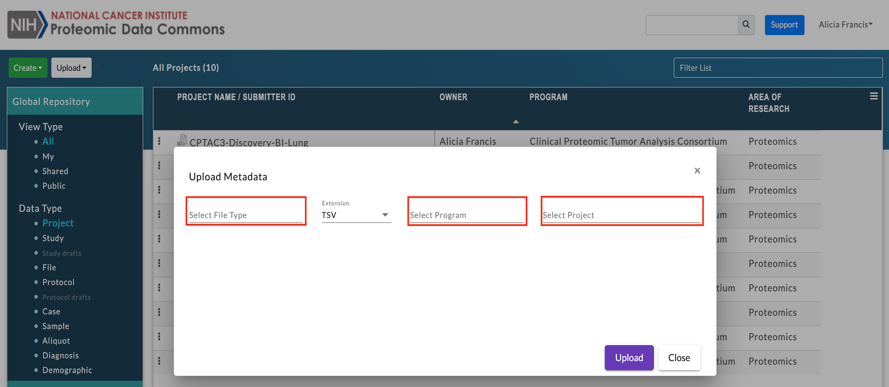 NIH
NATIONAL CANCER INSTITUTE
Proteomic Data Commons
Support
Alicia Francis
Create
Upload
All Projects (10)
Filter List
Global Repository
View Type
All
My
Shared
Public
Data Type
Project
Study
Study drafts
File
Protocol
Protocol drafts
Case
Sample
Aliquot
Diagnosis
Demographic
PROJECT NAME / SUBMITTER ID
OWNER
PROGRAM
AREA OF
RESEARCH
CPTAC3-Discovery-BI-Lung
Alicia Francis
Clinical Proteomic Tumor Analysis Consortium
Proteomics
Proteomics
Proteomics
Proteomics
Proteomics
Proteomics
Proteomics
Proteomics
Proteomics
Proteomics
Upload Metadata
×
Select File Type
Extension
TSV
Select Program
Select Project
Upload
Close